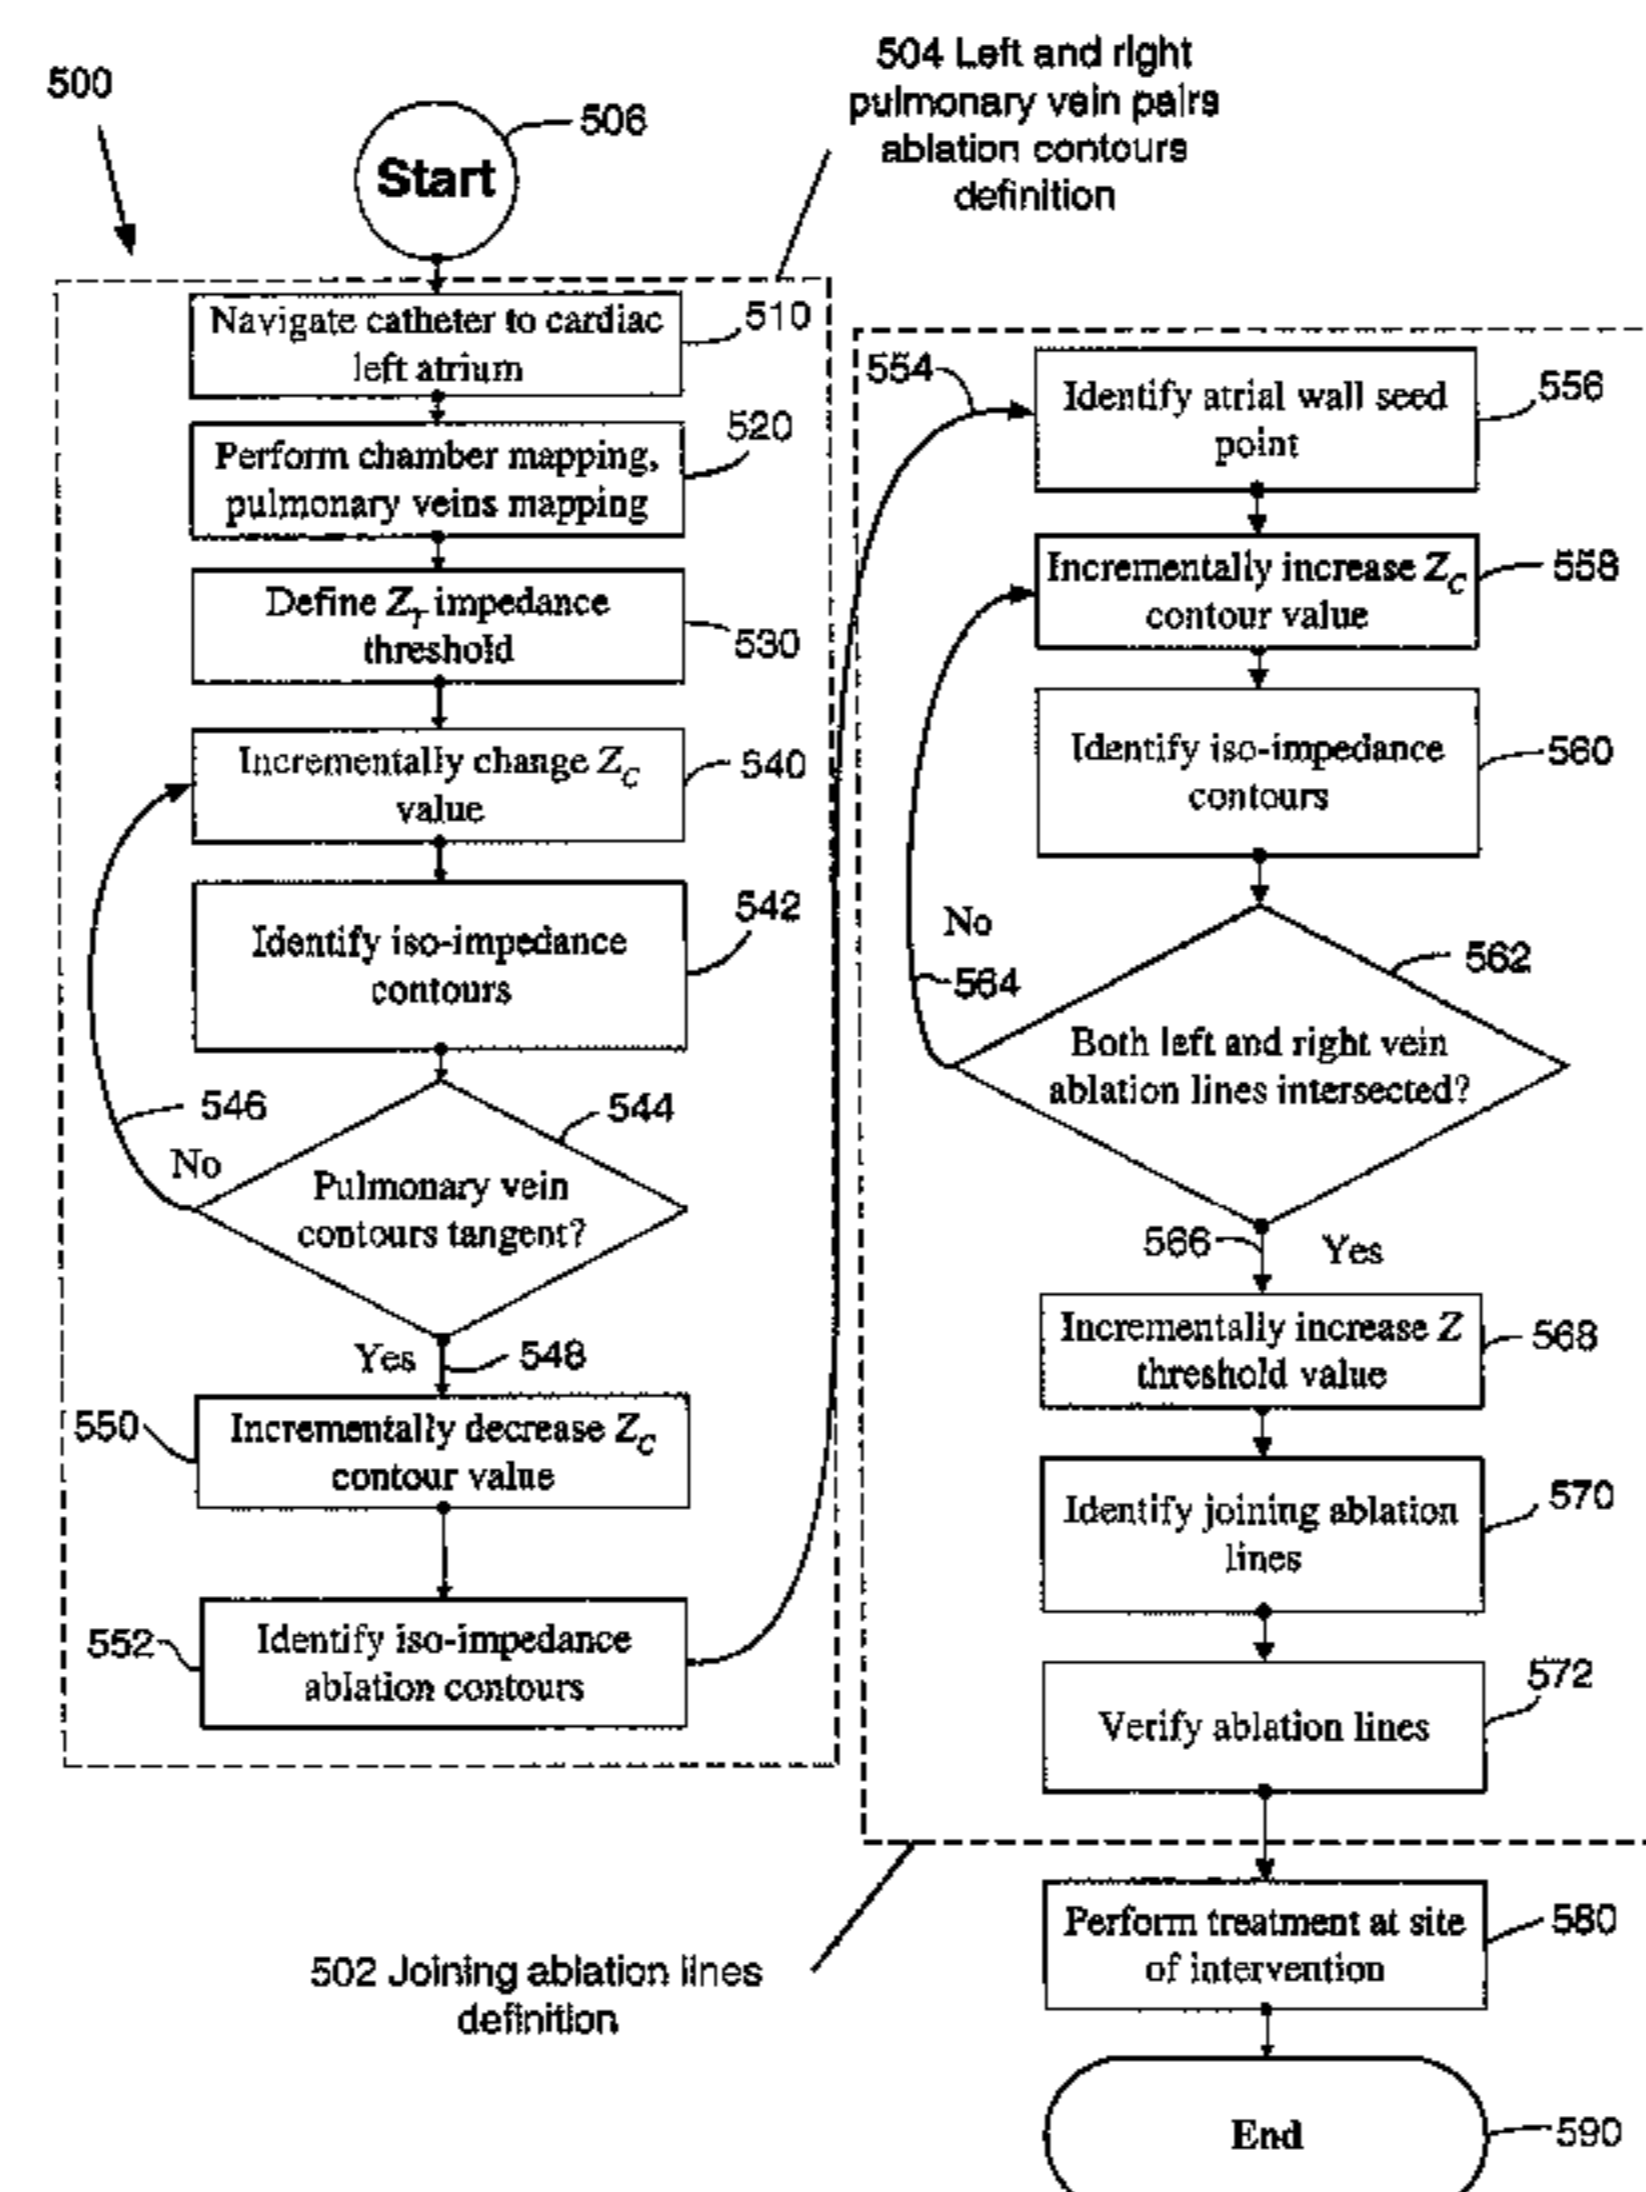 500
506
Start
504 Left and right
pulmonary vein pairs
ablation contours
definition
Navigate catheter to cardiac
left atrium
510
Perform chamber mapping,
pulmonary veins mapping
520
Define Z_T impedance
threshold
530
Incrementally change Z_C
value
540
Identify iso-impedance
contours
542
546
No
544
Pulmonary vein
contours tangent?
Yes
548
550
Incrementally decrease Z_C
contour value
552
Identify iso-impedance
ablation contours
554
Identify atrial wall seed
point
556
Incrementally increase Z_C
contour value
558
Identify iso-impedance
contours
560
No
564
562
Both left and right vein
ablation lines intersected?
566
Yes
Incrementally increase Z
threshold value
568
Identify joining ablation
lines
570
Verify ablation lines
572
502 Joining ablation lines
definition
Perform treatment at site
of intervention
580
End
590